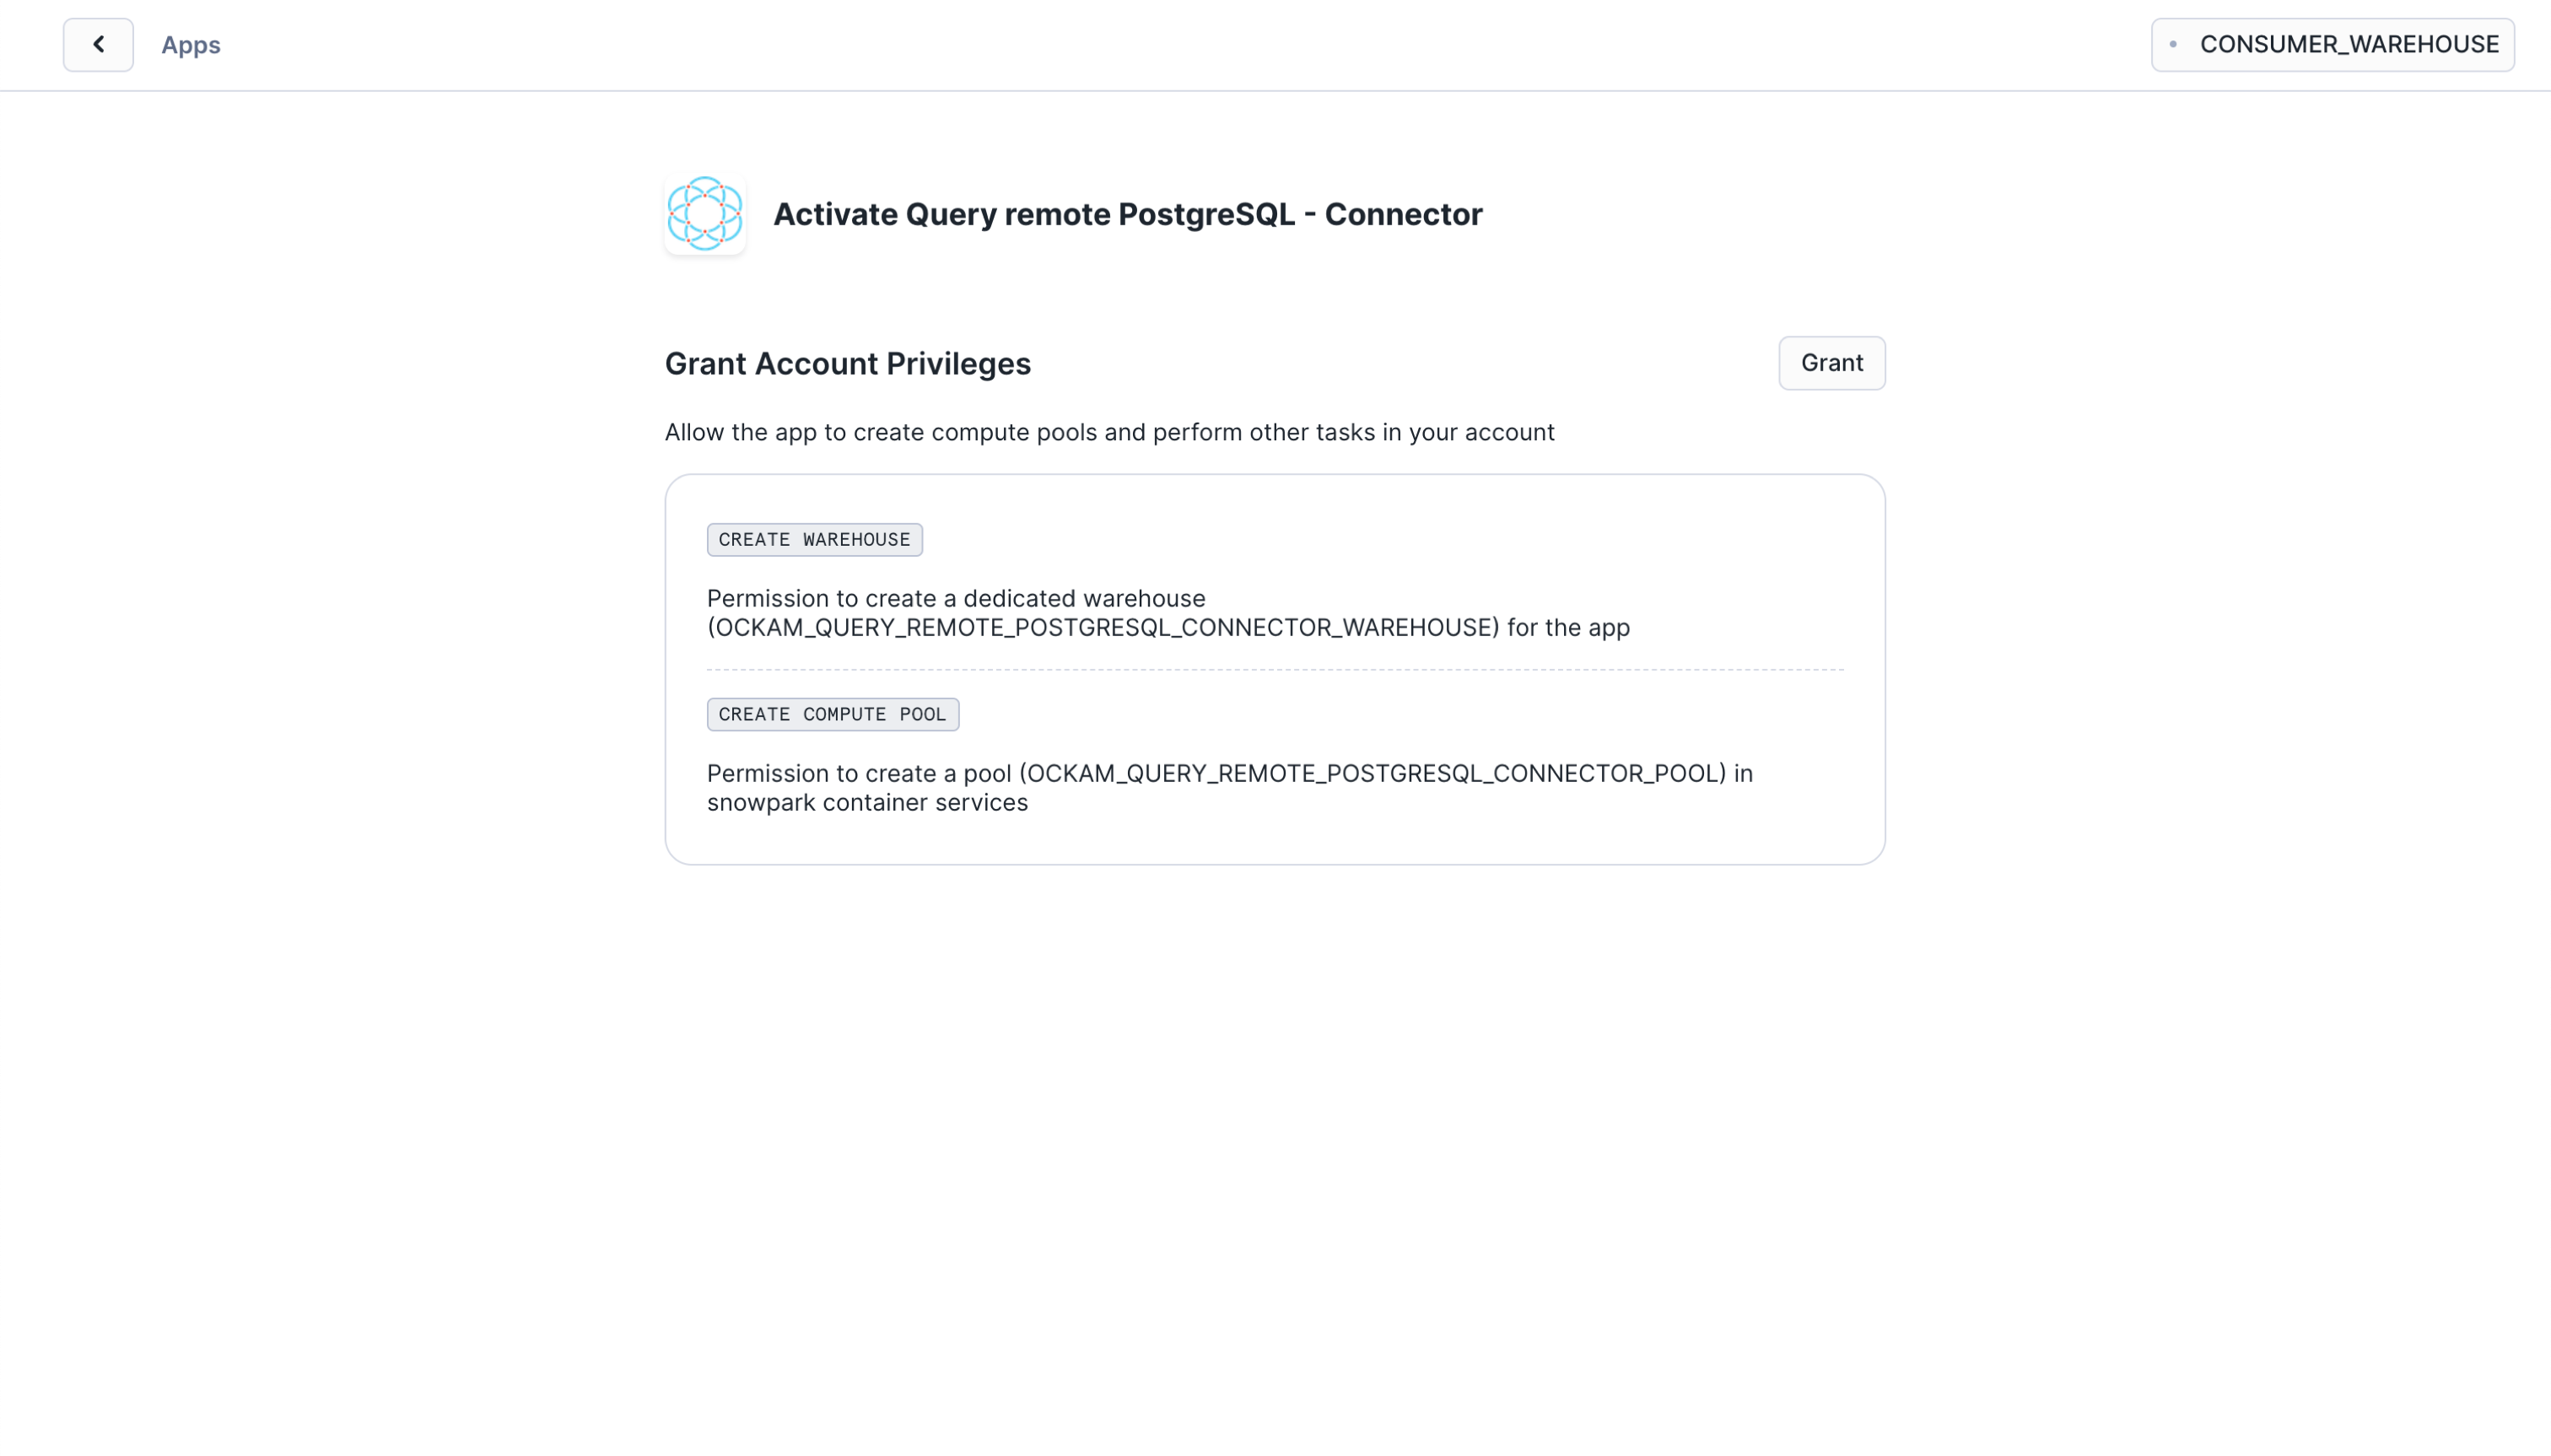 Apps
CONSUMER_WAREHOUSE
Activate Query remote PostgreSQL - Connector
Grant Account Privileges
Grant
Allow the app to create compute pools and perform other tasks in your account
CREATE WAREHOUSE
Permission to create a dedicated warehouse
(OCKAM_QUERY_REMOTE_POSTGRESQL_CONNECTOR_WAREHOUSE) for the app
CREATE COMPUTE POOL
Permission to create a pool (OCKAM_QUERY_REMOTE_POSTGRESQL_CONNECTOR_POOL) in
snowpark container services